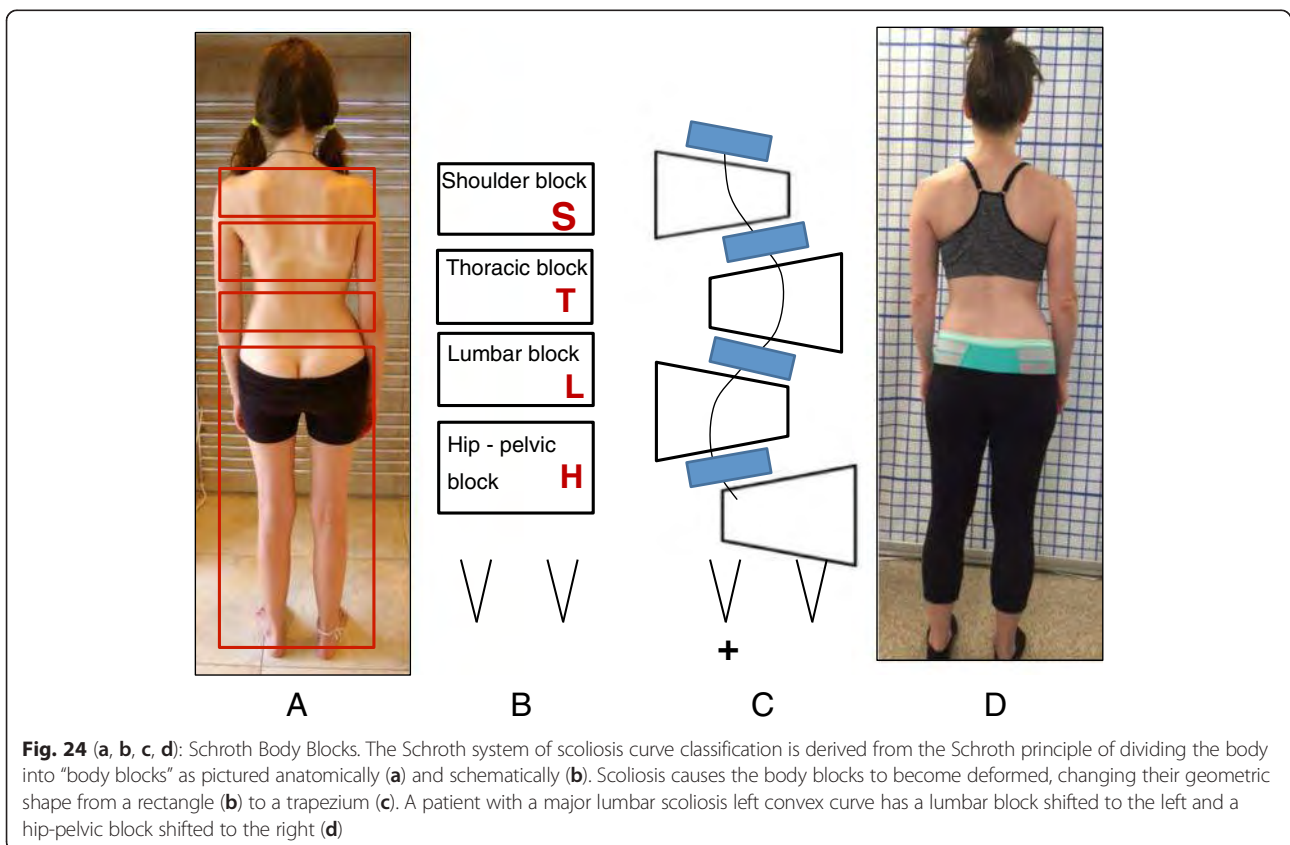 Shoulder block
S
Thoracic block
T
Lumbar block
L
Hip - pelvic
block H
+
A B C D
Fig. 24 (a, b, c, d): Schroth Body Blocks. The Schroth system of scoliosis curve classification is derived from the Schroth principle of dividing the body
into “body blocks” as pictured anatomically (a) and schematically (b). Scoliosis causes the body blocks to become deformed, changing their geometric
shape from a rectangle (b) to a trapezium (c). A patient with a major lumbar scoliosis left convex curve has a lumbar block shifted to the left and a
hip-pelvic block shifted to the right (d)